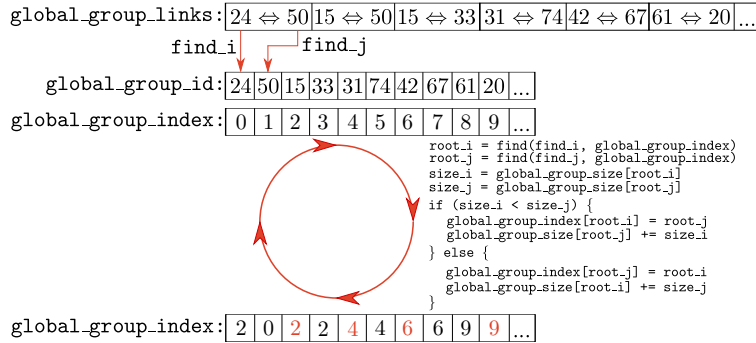 global_group_links: 24 ⇔ 50 15 ⇔ 50 15 ⇔ 33 31 ⇔ 74 42 ⇔ 67 61 ⇔ 20 ...
find_i find_j
global_group_id: 24 50 15 33 31 74 42 67 61 20 ...
global_group_index: 0 1 2 3 4 5 6 7 8 9 ...
root_i = find(find_i, global_group_index)
root_j = find(find_j, global_group_index)
size_i = global_group_size[root_i]
size_j = global_group_size[root_j]
if (size_i < size_j) {
global_group_index[root_i] = root_j
global_group_size[root_j] += size_i
} else {
global_group_index[root_j] = root_i
global_group_size[root_i] += size_j
}
global_group_index: 2 0 2 2 4 4 6 6 9 9 ...